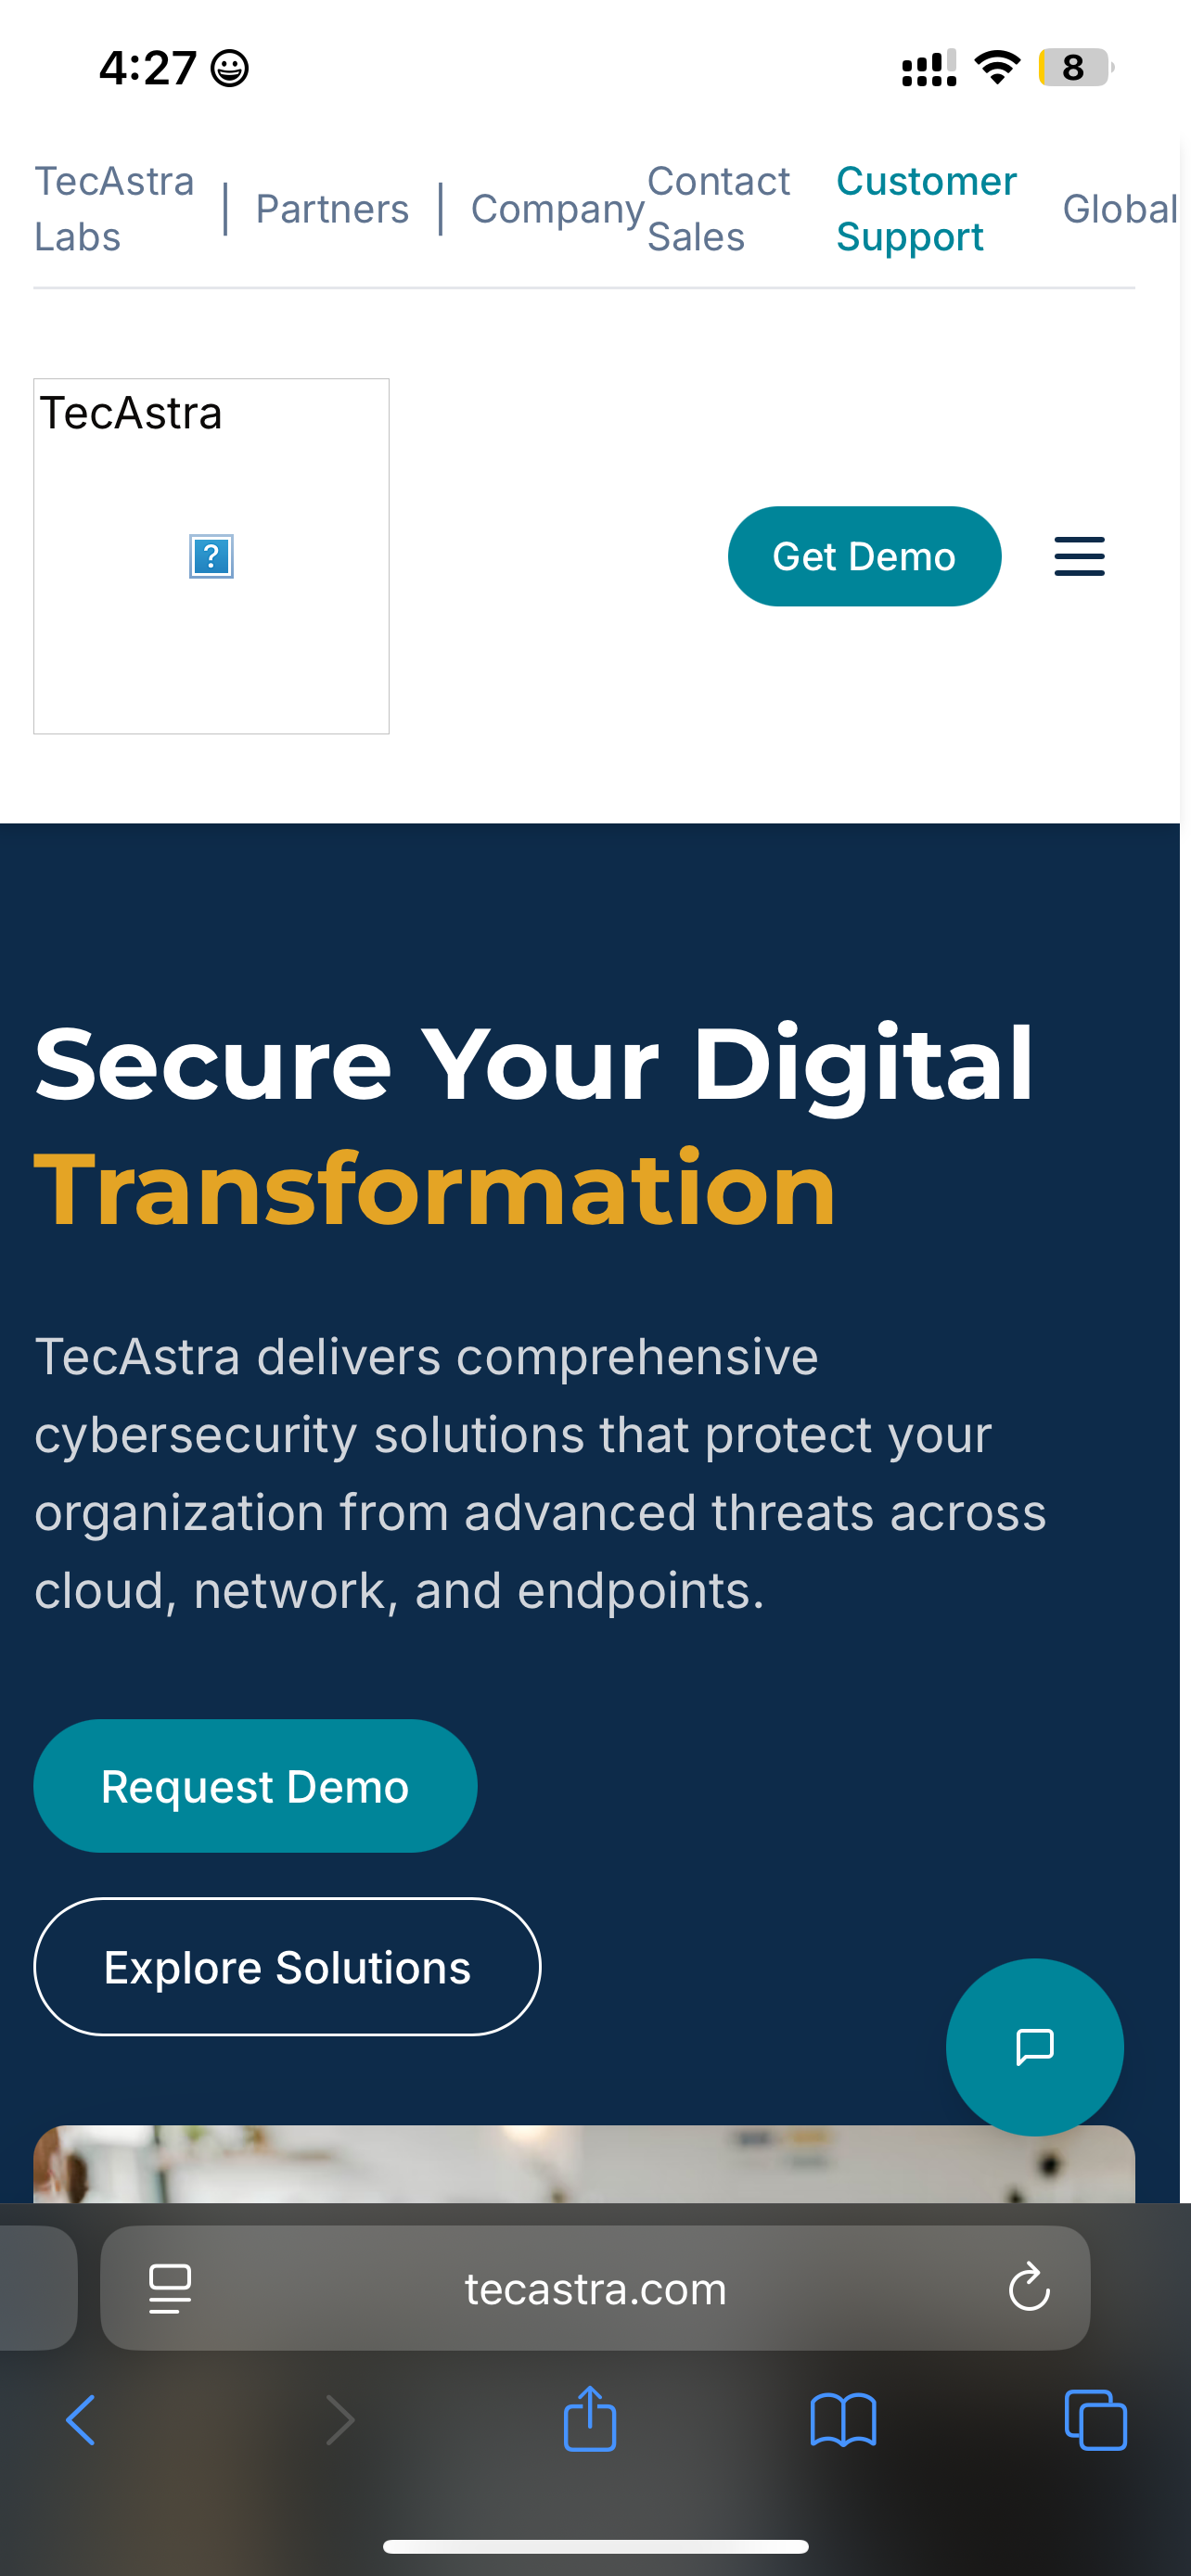 4:27
8
TecAstra Labs | Partners | Company Contact Sales Customer Support Global
TecAstra
?
Get Demo
Secure Your Digital
Transformation
TecAstra delivers comprehensive
cybersecurity solutions that protect your
organization from advanced threats across
cloud, network, and endpoints.
Request Demo
Explore Solutions
tecastra.com